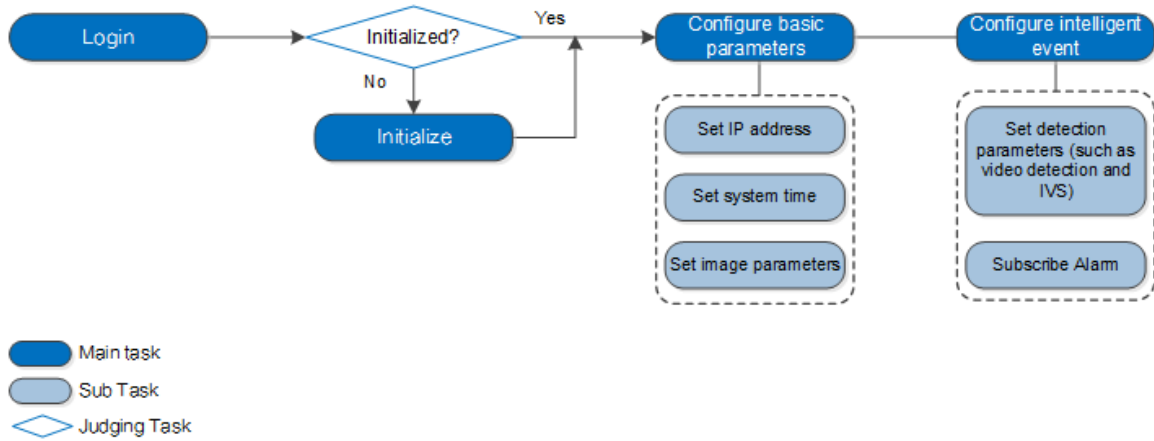 Login
Initialized?
Yes
No
Initialize
Configure basic
parameters
Set IP address
Set system time
Set image parameters
Configure intelligent
event
Set detection
parameters (such as
video detection and
IVS)
Subscribe Alarm
Main task
Sub Task
Judging Task